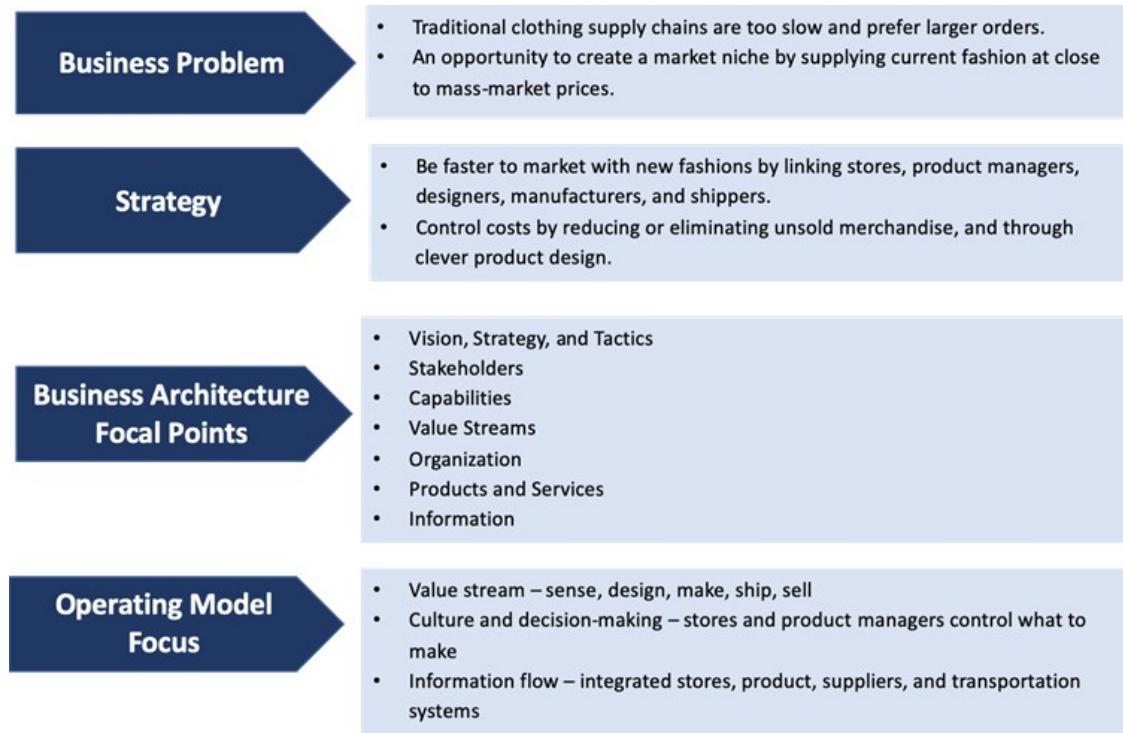 Business Problem
• Traditional clothing supply chains are too slow and prefer larger orders.
• An opportunity to create a market niche by supplying current fashion at close
to mass-market prices.
Strategy
• Be faster to market with new fashions by linking stores, product managers,
designers, manufacturers, and shippers.
• Control costs by reducing or eliminating unsold merchandise, and through
clever product design.
Business Architecture
Focal Points
• Vision, Strategy, and Tactics
• Stakeholders
• Capabilities
• Value Streams
• Organization
• Products and Services
• Information
Operating Model
Focus
• Value stream – sense, design, make, ship, sell
• Culture and decision-making – stores and product managers control what to
make
• Information flow – integrated stores, product, suppliers, and transportation
systems